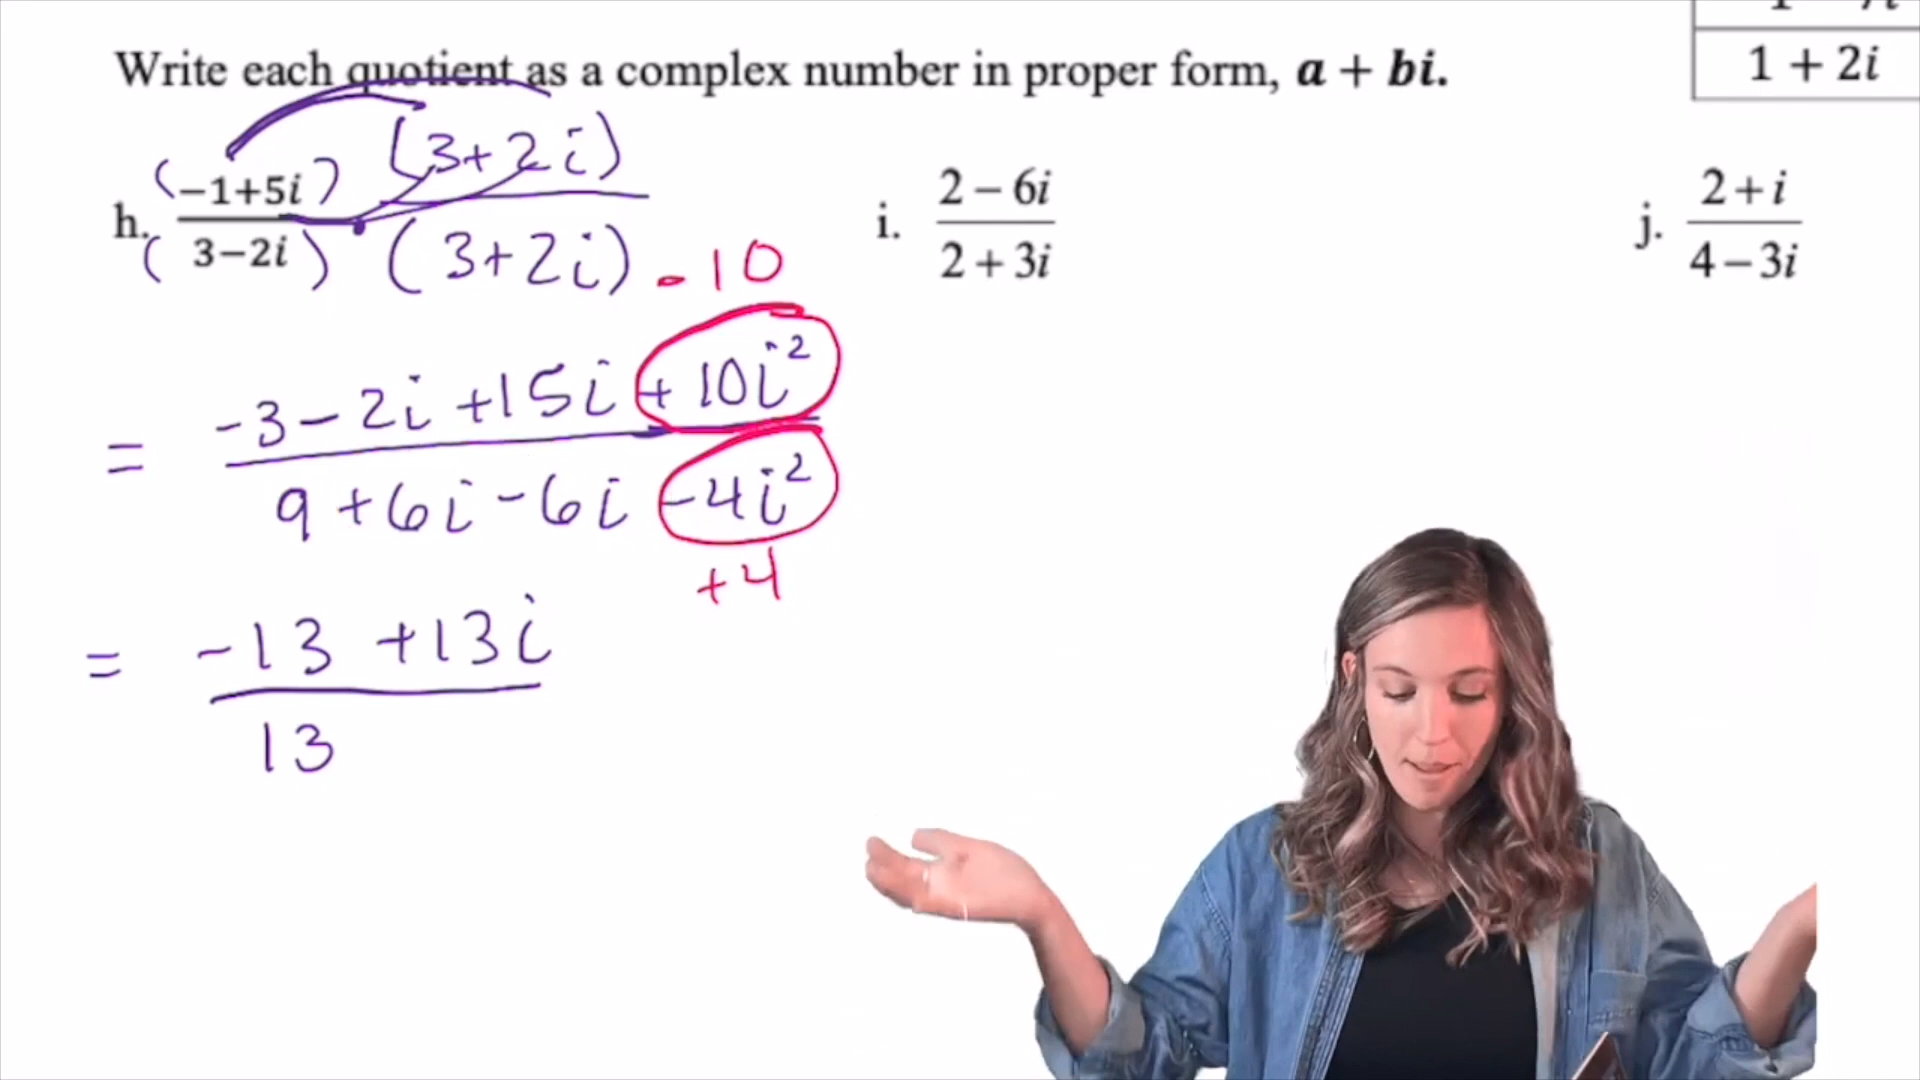 Write each quotient as a complex number in proper form, a + bi.
1 + 2i
h. (-1+5i) / (3-2i) · (3+2i) / (3+2i)
i. 2 - 6i / 2 + 3i
j. 2 + i / 4 - 3i
-10
= -3 - 2i + 15i + 10i² / 9 + 6i - 6i - 4i²
+4
= -13 + 13i / 13